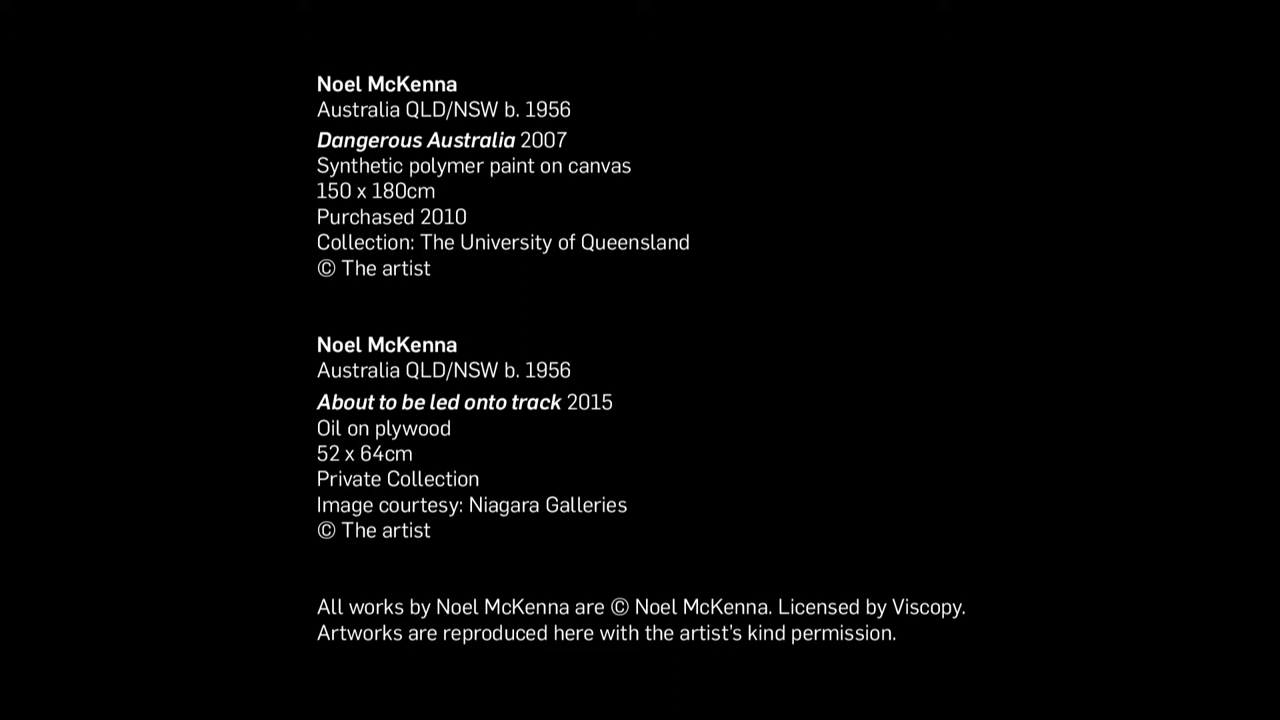 Noel McKenna
Australia QLD/NSW b. 1956
Dangerous Australia 2007
Synthetic polymer paint on canvas
150 x 180cm
Purchased 2010
Collection: The University of Queensland
© The artist
Noel McKenna
Australia QLD/NSW b. 1956
About to be led onto track 2015
Oil on plywood
52 x 64cm
Private Collection
Image courtesy: Niagara Galleries
© The artist
All works by Noel McKenna are © Noel McKenna. Licensed by Viscopy.
Artworks are reproduced here with the artist's kind permission.